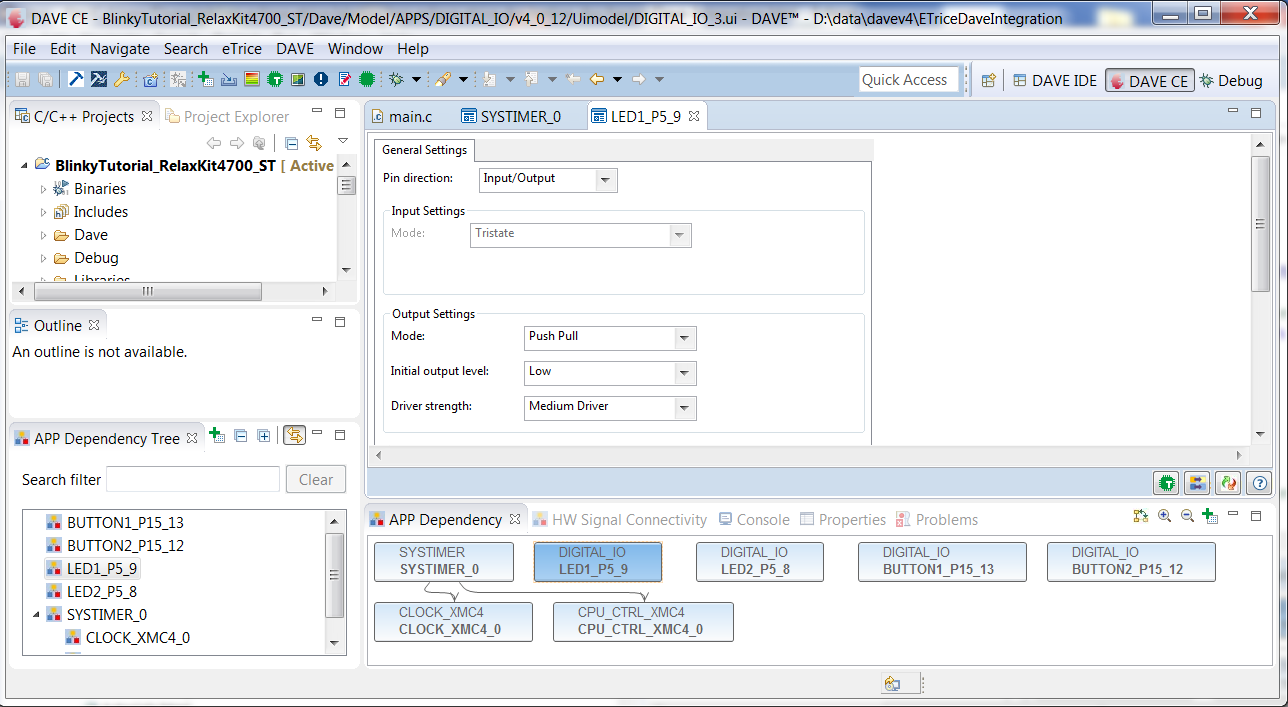 DAVE CE - BlinkyTutorial_RelaxKit4700_ST/Dave/Model/APPS/DIGITAL_IO/v4_0_12/Uimodel/DIGITAL_IO_3.ui - DAVE™ - D:\data\davev4\ETriceDaveIntegration
File Edit Navigate Search eTrice DAVE Window Help
Quick Access DAVE IDE DAVE CE Debug
C/C++ Projects Project Explorer
BlinkyTutorial_RelaxKit4700_ST [ Active
Binaries
Includes
Dave
Debug
Libraries
Outline
An outline is not available.
APP Dependency Tree
Search filter Clear
BUTTON1_P15_13
BUTTON2_P15_12
LED1_P5_9
LED2_P5_8
SYSTIMER_0
CLOCK_XMC4_0
main.c SYSTIMER_0 LED1_P5_9
General Settings
Pin direction: Input/Output
Input Settings
Mode: Tristate
Output Settings
Mode: Push Pull
Initial output level: Low
Driver strength: Medium Driver
APP Dependency HW Signal Connectivity Console Properties Problems
SYSTIMER DIGITAL_IO DIGITAL_IO DIGITAL_IO DIGITAL_IO
SYSTIMER_0 LED1_P5_9 LED2_P5_8 BUTTON1_P15_13 BUTTON2_P15_12
CLOCK_XMC4 CPU_CTRL_XMC4
CLOCK_XMC4_0 CPU_CTRL_XMC4_0